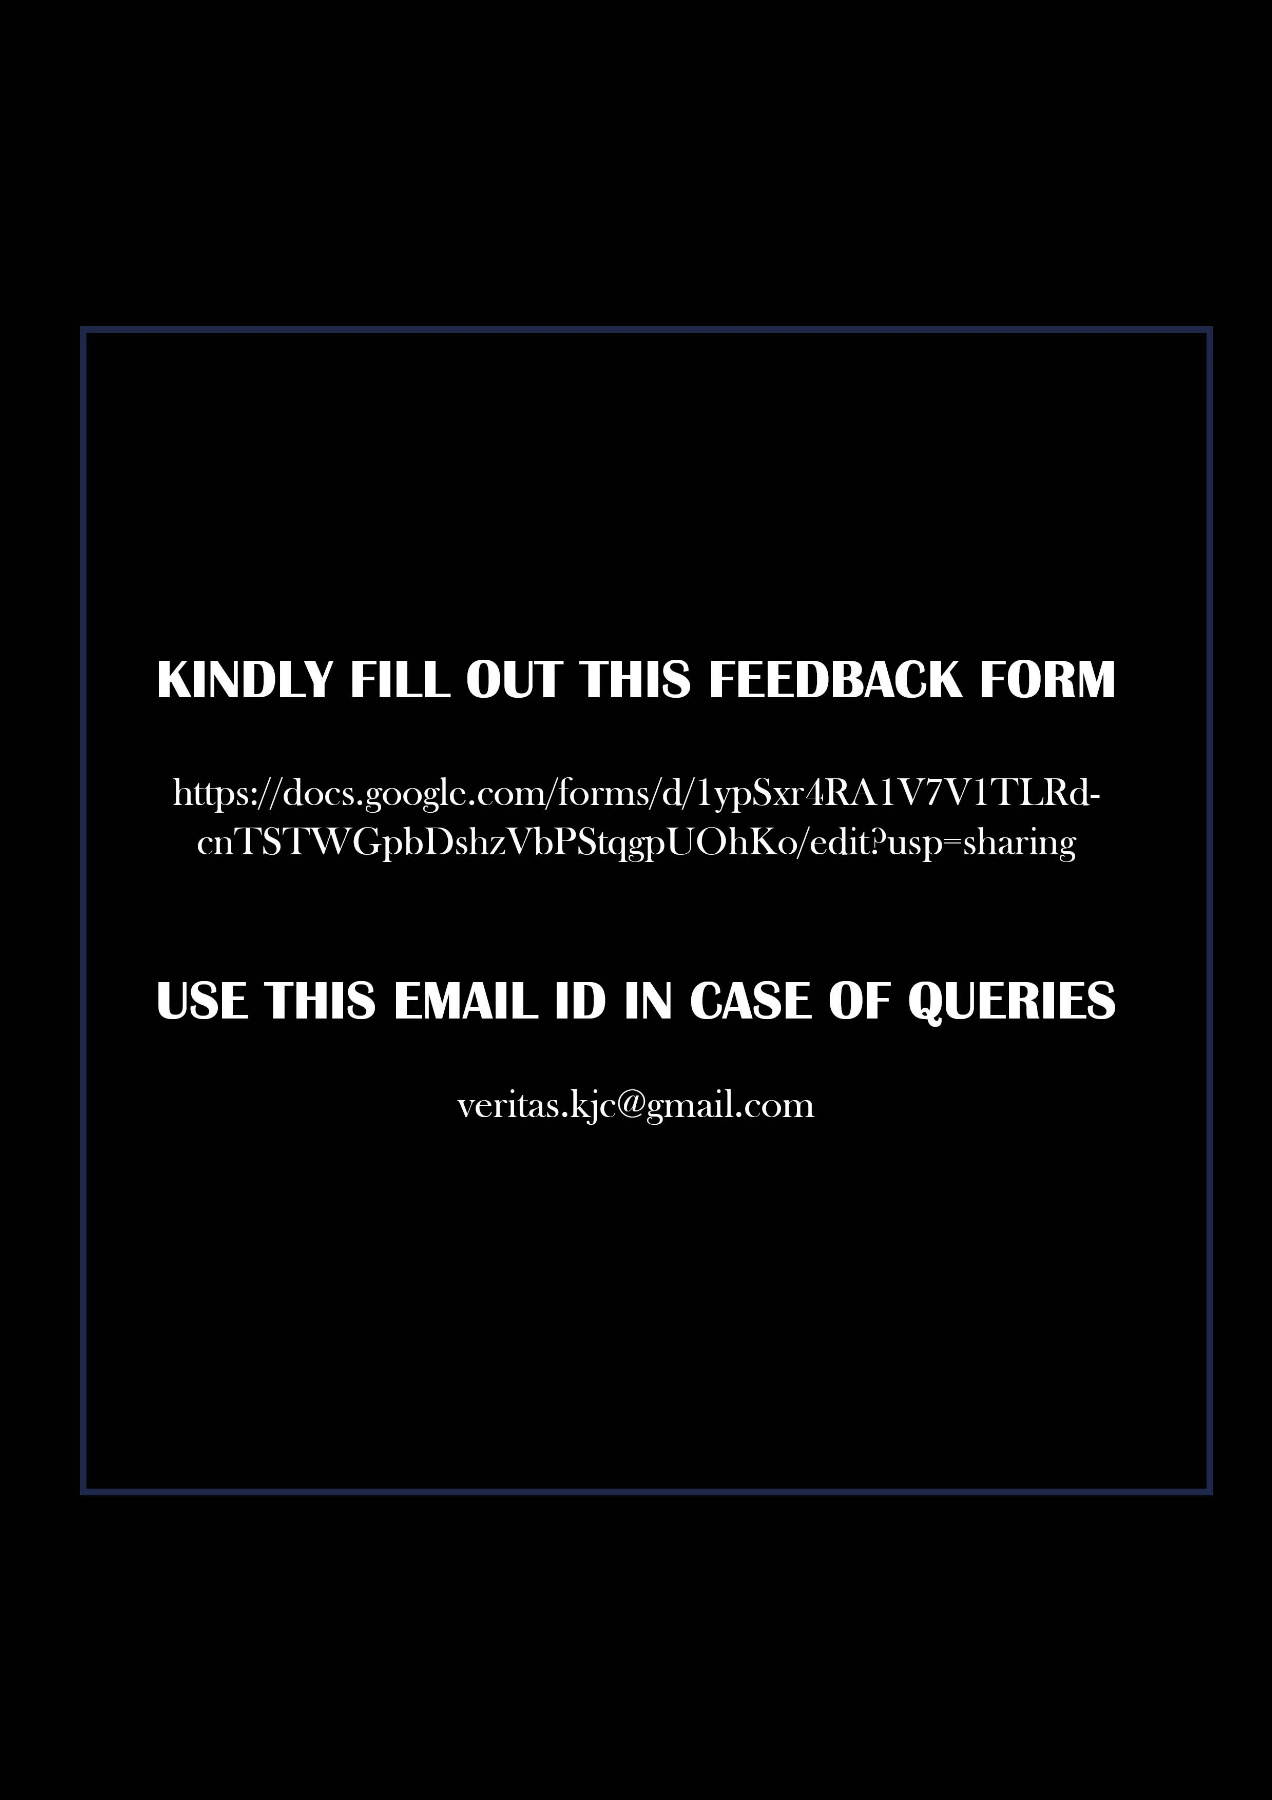 KINDLY FILL OUT THIS FEEDBACK FORM
https://docs.google.com/forms/d/1ypSxr4RA1V7V1TLRd-
cnTSTWGpbDshzVbPStqgpUOhKo/edit?usp=sharing
USE THIS EMAIL ID IN CASE OF QUERIES
veritas.kjc@gmail.com